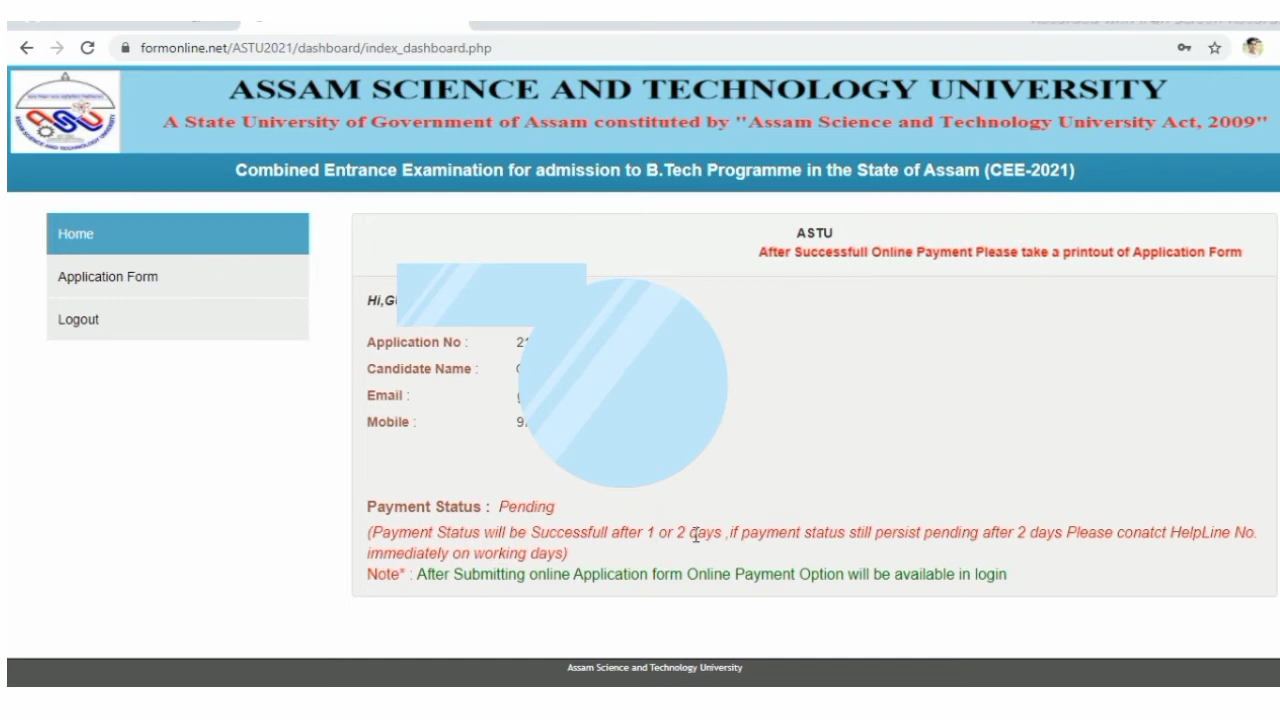 formonline.net/ASTU2021/dashboard/index_dashboard.php
ASSAM SCIENCE AND TECHNOLOGY UNIVERSITY
A State University of Government of Assam constituted by "Assam Science and Technology University Act, 2009"
Combined Entrance Examination for admission to B.Tech Programme in the State of Assam (CEE-2021)
Home
Application Form
Logout
ASTU
After Successfull Online Payment Please take a printout of Application Form
Hi,
Application No :
Candidate Name :
Email :
Mobile :
Payment Status : Pending
(Payment Status will be Successfull after 1 or 2 days ,if payment status still persist pending after 2 days Please conatct HelpLine No.
immediately on working days)
Note* : After Submitting online Application form Online Payment Option will be available in login
Assam Science and Technology University